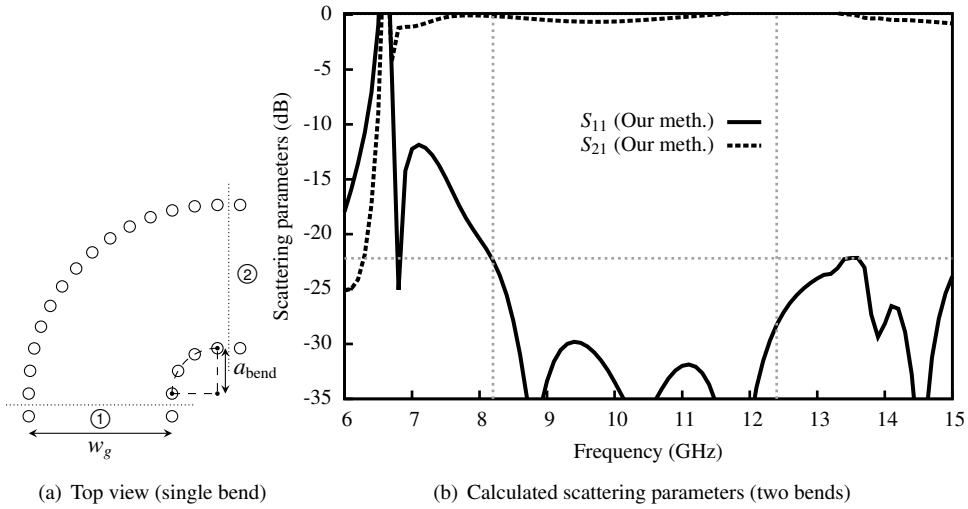 ②
a_bend
①
w_g
(a) Top view (single bend)
Scattering parameters (dB)
0
-5
-10
-15
-20
-25
-30
-35
S₁₁ (Our meth.)
S₂₁ (Our meth.)
6 7 8 9 10 11 12 13 14 15
Frequency (GHz)
(b) Calculated scattering parameters (two bends)